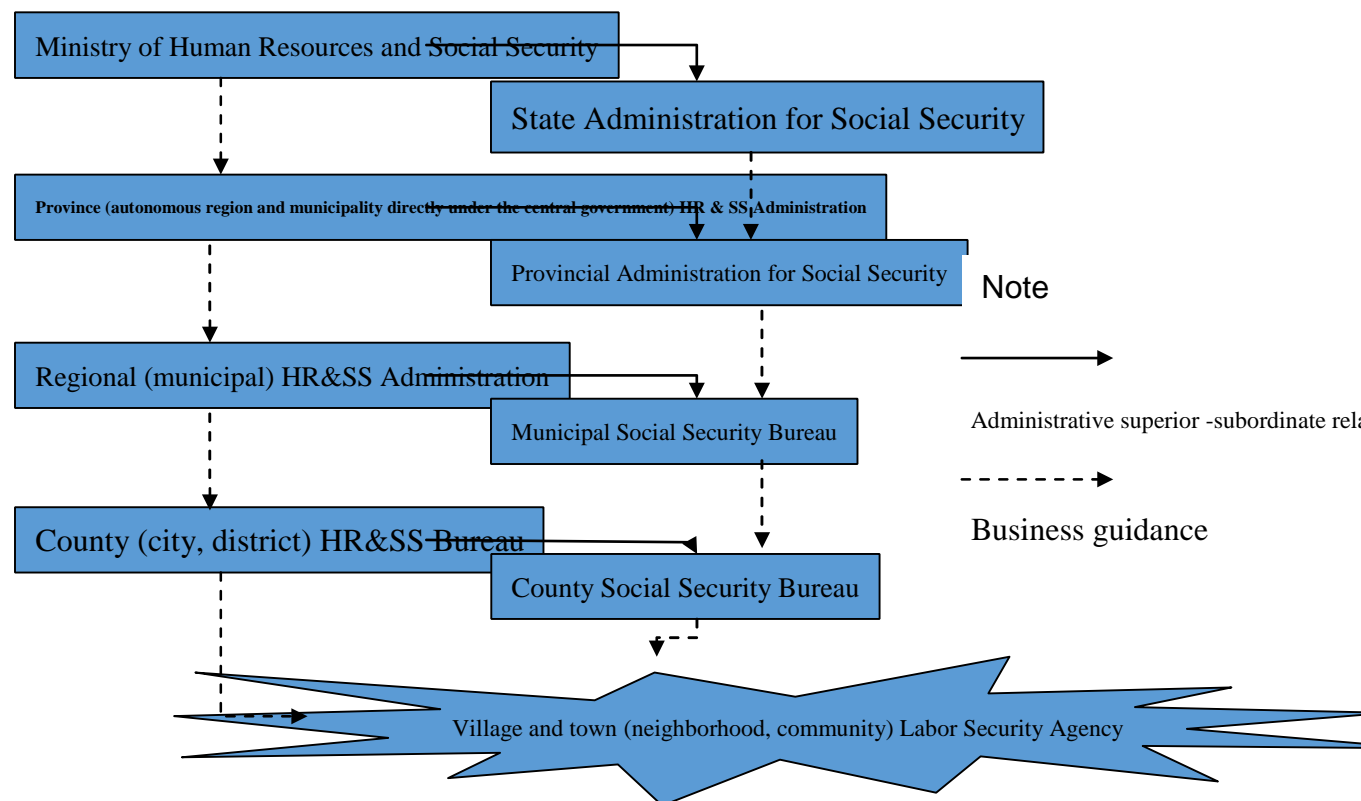 Ministry of Human Resources and Social Security
State Administration for Social Security
Province (autonomous region and municipality directly under the central government) HR & SS Administration
Provincial Administration for Social Security
Note
Regional (municipal) HR&SS Administration
Municipal Social Security Bureau
Administrative superior -subordinate rela
County (city, district) HR&SS Bureau
Business guidance
County Social Security Bureau
Village and town (neighborhood, community) Labor Security Agency